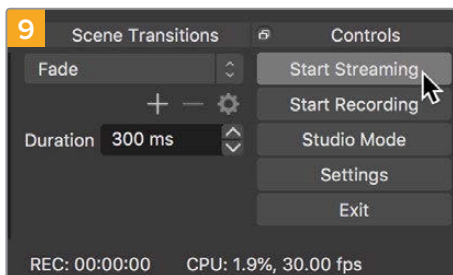 9
Scene Transitions
Controls
Fade
Start Streaming
Start Recording
Duration 300 ms
Studio Mode
Settings
Exit
REC: 00:00:00 CPU: 1.9%, 30.00 fps